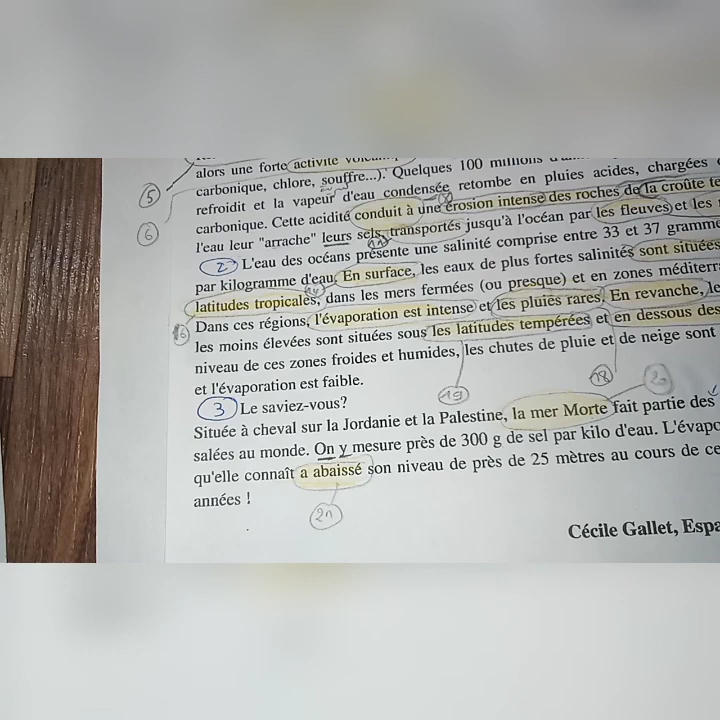 alors une forte activité
carbonique, chlore, souffre...). Quelques 100 millions
refroidit et la vapeur d'eau condensée retombe en pluies acides, chargées
carbonique. Cette acidité conduit à une érosion intense des roches de la croûte
l'eau leur "arrache" leurs sels, transportés jusqu'à l'océan par les fleuves et les
2 L'eau des océans présente une salinité comprise entre 33 et 37 gramme
par kilogramme d'eau. En surface, les eaux de plus fortes salinités sont situées
latitudes tropicales, dans les mers fermées (ou presque) et en zones
Dans ces régions, l'évaporation est intense et les pluies rares. En revanche, le
les moins élevées sont situées sous les latitudes tempérées et en dessous des
niveau de ces zones froides et humides, les chutes de pluie et de neige sont
et l'évaporation est faible.
3 Le saviez-vous?
Située à cheval sur la Jordanie et la Palestine, la mer Morte fait partie des
salées au monde. On y mesure près de 300 g de sel par kilo d'eau. L'évapo
qu'elle connaît a abaissé son niveau de près de 25 mètres au cours de ce
années !
Cécile Gallet, Espa
5
6
16
19
18
20
21